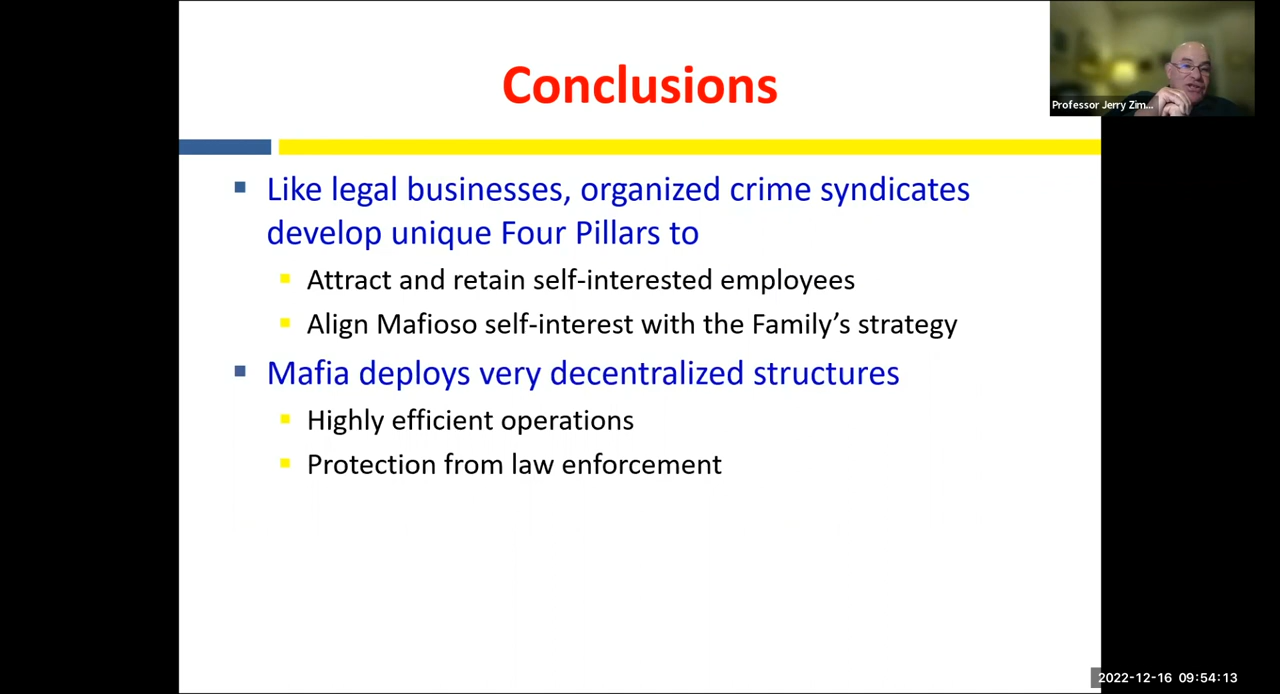 Conclusions
Professor Jerry Zim...
Like legal businesses, organized crime syndicates
develop unique Four Pillars to
Attract and retain self-interested employees
Align Mafioso self-interest with the Family’s strategy
Mafia deploys very decentralized structures
Highly efficient operations
Protection from law enforcement
2022-12-16 09:54:13